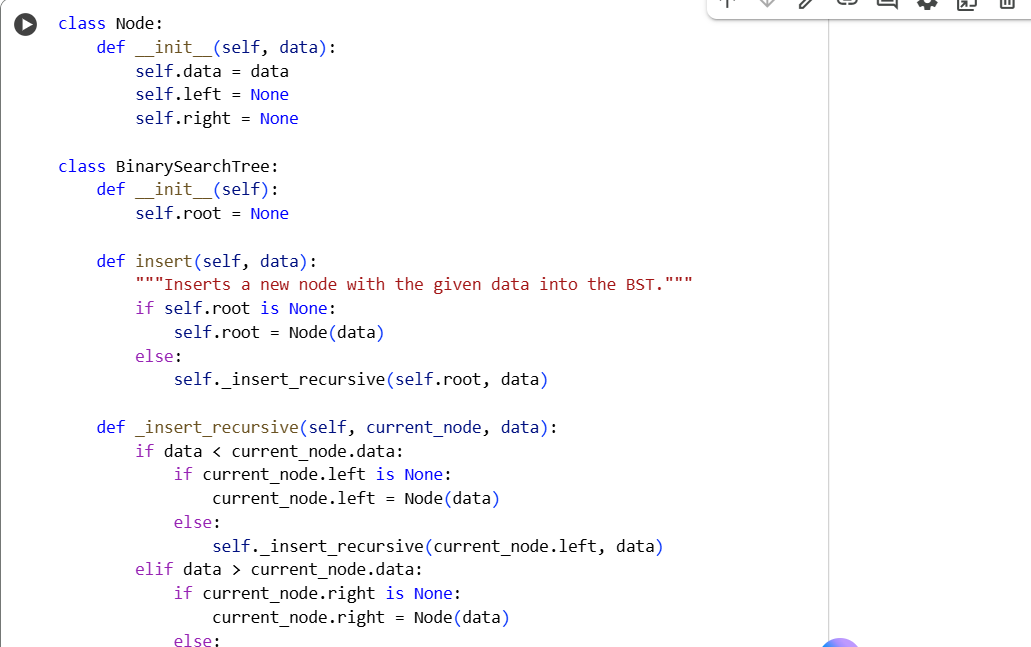 class Node:
    def __init__(self, data):
        self.data = data
        self.left = None
        self.right = None

class BinarySearchTree:
    def __init__(self):
        self.root = None

    def insert(self, data):
        """Inserts a new node with the given data into the BST."""
        if self.root is None:
            self.root = Node(data)
        else:
            self._insert_recursive(self.root, data)

    def _insert_recursive(self, current_node, data):
        if data < current_node.data:
            if current_node.left is None:
                current_node.left = Node(data)
            else:
                self._insert_recursive(current_node.left, data)
        elif data > current_node.data:
            if current_node.right is None:
                current_node.right = Node(data)
            else: